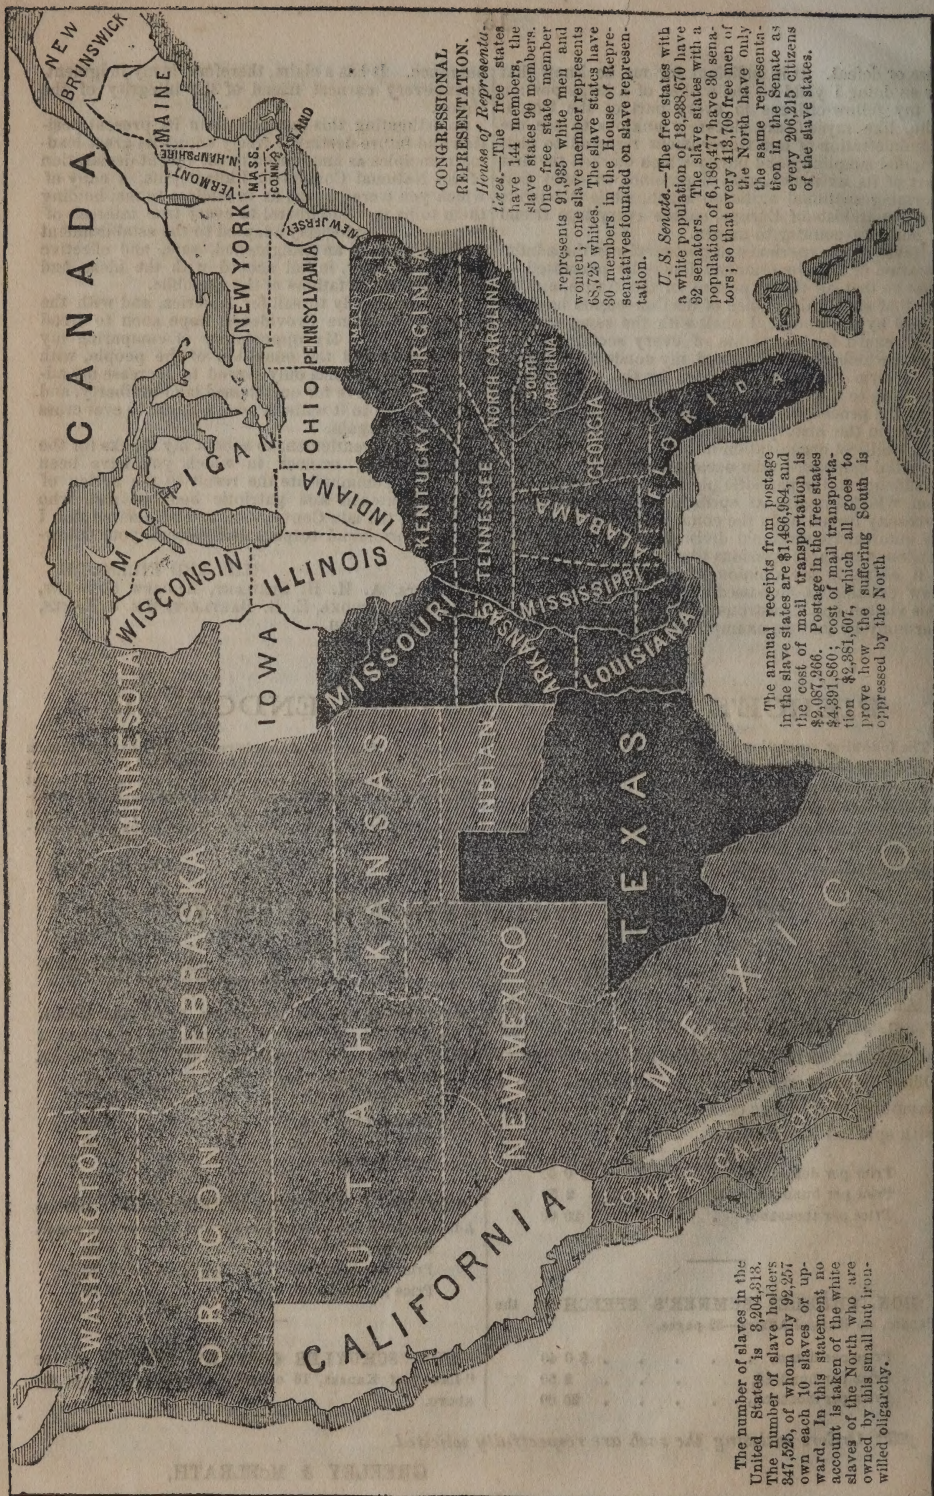 CANADA
NEW
BRUNSWICK
MAINE
N. HAMPSHIRE
VERMONT
MASS.
CONN.
R.
ISLAND
NEW YORK
NEW JERSEY
PENNSYLVANIA
OHIO
MICHIGAN
INDIANA
WISCONSIN
ILLINOIS
IOWA
MINNESOTA
NEBRASKA
WASHINGTON
OREGON
UTAH
KANSAS
INDIAN
NEW MEXICO
CALIFORNIA
LOWER CALIFORNIA
MEXICO
TEXAS
MISSOURI
ARKANSAS
LOUISIANA
MISSISSIPPI
ALABAMA
TENNESSEE
KENTUCKY
VIRGINIA
NORTH CAROLINA
SOUTH
CAROLINA
GEORGIA
FLORIDA
CONGRESSIONAL
REPRESENTATION.
House of Representa-
tives.—The free states
have 144 members, the
slave states 90 members.
One free state member
represents 91,935 white men and
women; one slave member represents
68,725 whites. The slave states have
30 members in the House of Repre-
sentatives founded on slave represen-
tation.
U. S. Senate.—The free states with
a white population of 13,238,670 have
32 senators. The slave states with a
population of 6,186,477 have 30 sena-
tors; so that every 413,708 free men of
the North have only
the same representa-
tion in the Senate as
every 206,215 citizens
of the slave states.
The annual receipts from postage
in the slave states are $1,486,984, and
the cost of mail transportation is
$2,087,266. Postage in the free states
$4,391,860; cost of mail transporta-
tion $2,381,607, which all goes to
prove how the suffering South is
oppressed by the North
The number of slaves in the
United States is 3,204,313.
The number of slave holders
347,525, of whom only 92,257
own each 10 slaves or up-
ward. In this statement no
account is taken of the white
slaves of the North who are
owned by this small but iron-
willed oligarchy.